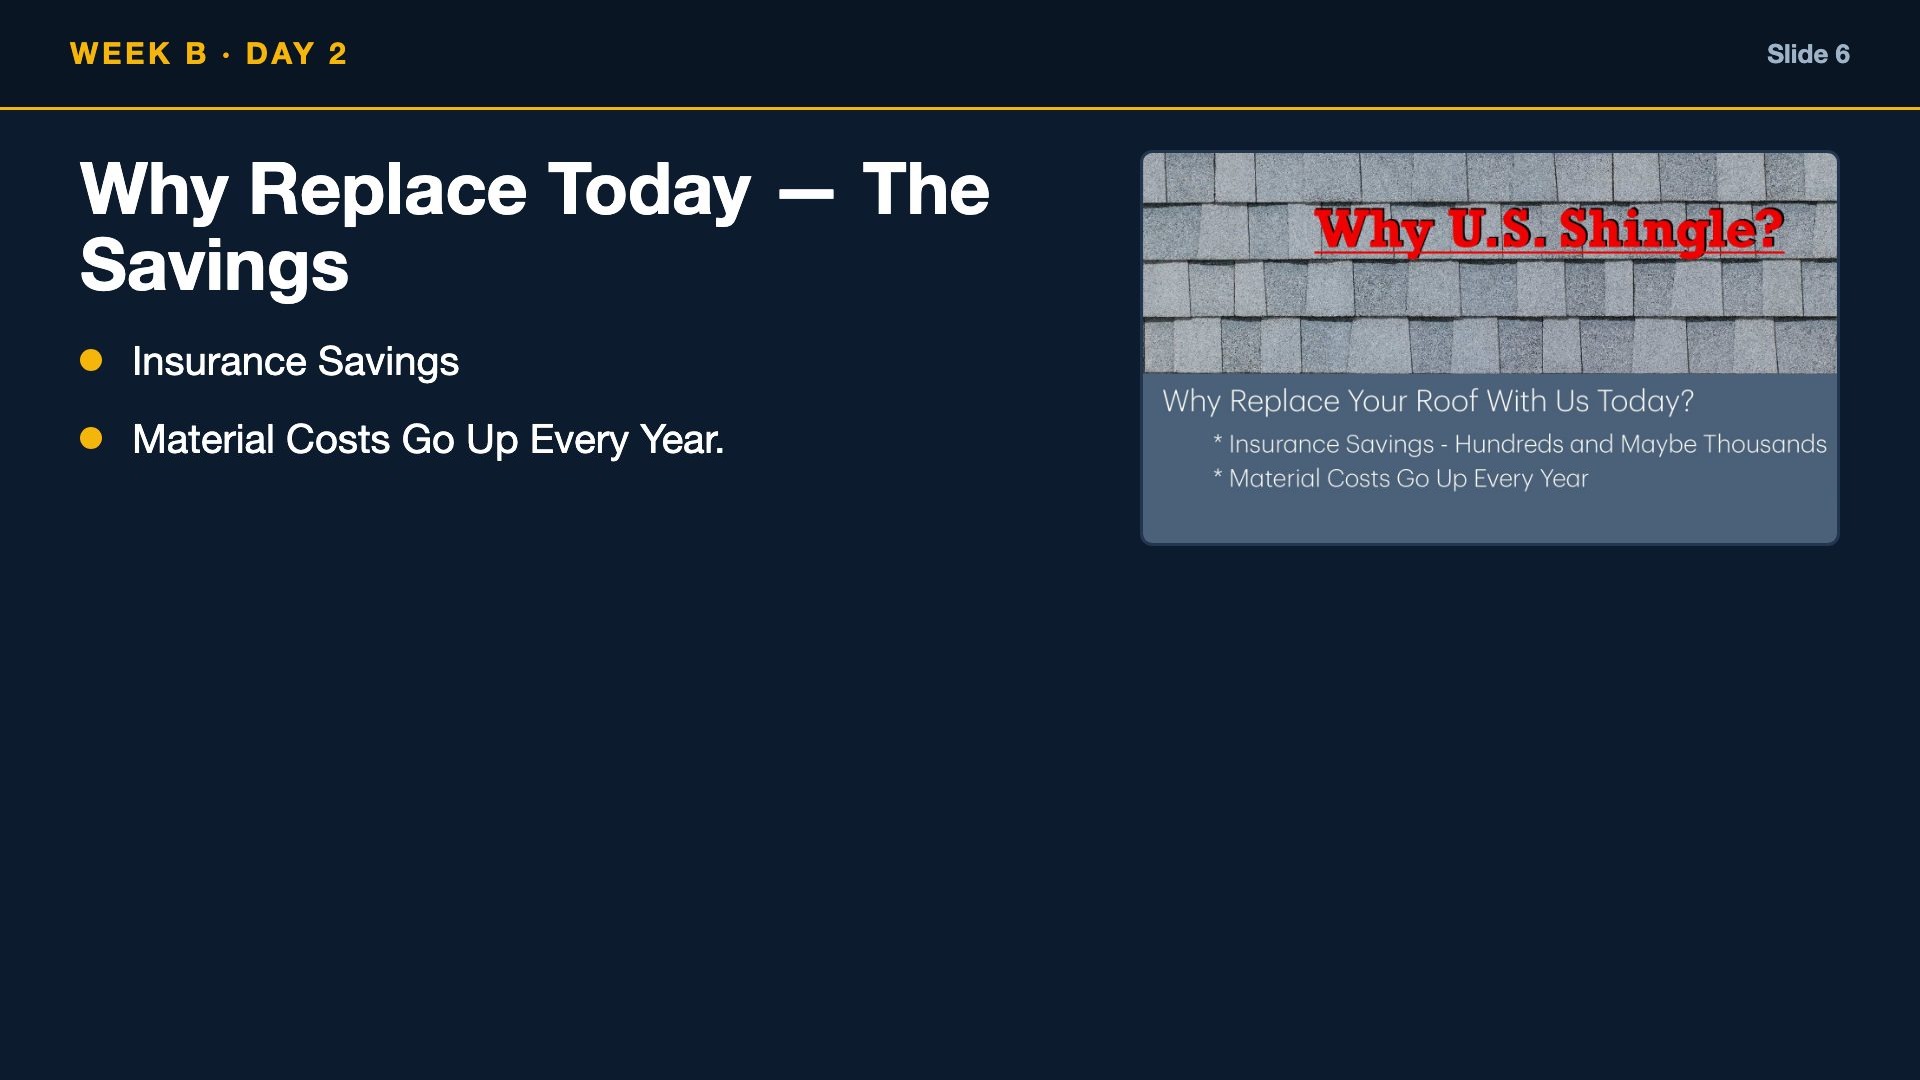 WEEK B · DAY 2
Slide 6
Why Replace Today — The
Savings
Insurance Savings
Material Costs Go Up Every Year.
Why U.S. Shingle?
Why Replace Your Roof With Us Today?
* Insurance Savings - Hundreds and Maybe Thousands
* Material Costs Go Up Every Year